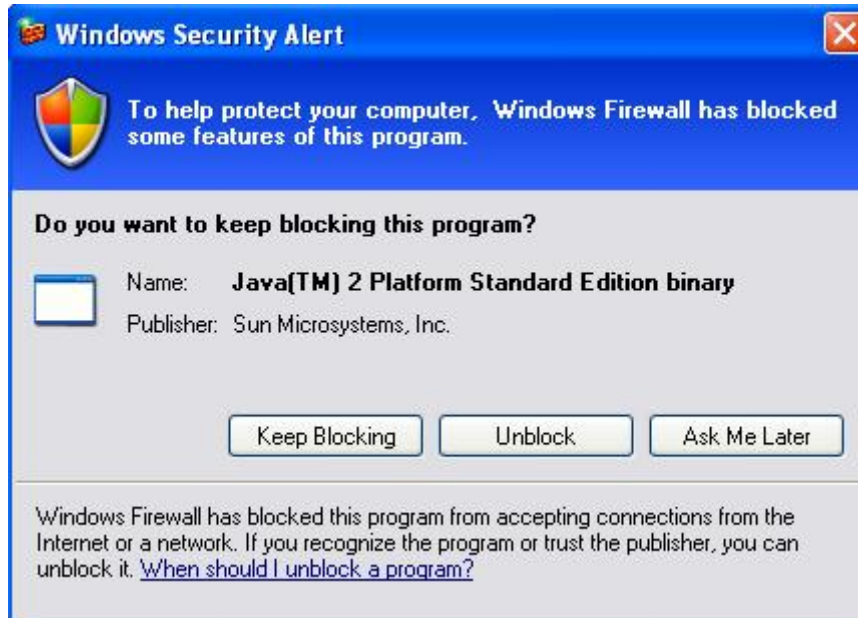 Windows Security Alert
To help protect your computer, Windows Firewall has blocked
some features of this program.
Do you want to keep blocking this program?
Name: Java(TM) 2 Platform Standard Edition binary
Publisher: Sun Microsystems, Inc.
Keep Blocking Unblock Ask Me Later
Windows Firewall has blocked this program from accepting connections from the
Internet or a network. If you recognize the program or trust the publisher, you can
unblock it. When should I unblock a program?